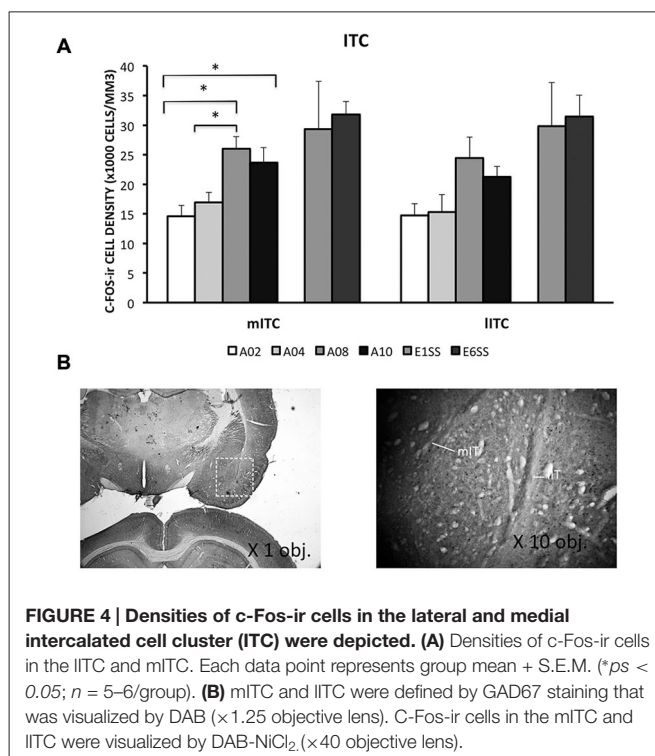 A
ITC
C-FOS-ir CELL DENSITY (x1000 CELLS/MM3)
40
35
30
25
20
15
10
5
0
*
*
*
mITC
lITC
A02 A04 A08 A10 E1SS E6SS
B
mIT
lIT
X 1 obj.
X 10 obj.
FIGURE 4 | Densities of c-Fos-ir cells in the lateral and medial
intercalated cell cluster (ITC) were depicted. (A) Densities of c-Fos-ir cells
in the lITC and mITC. Each data point represents group mean + S.E.M. (*ps <
0.05; n = 5–6/group). (B) mITC and lITC were defined by GAD67 staining that
was visualized by DAB (×1.25 objective lens). C-Fos-ir cells in the mITC and
lITC were visualized by DAB-NiCl2. (×40 objective lens).